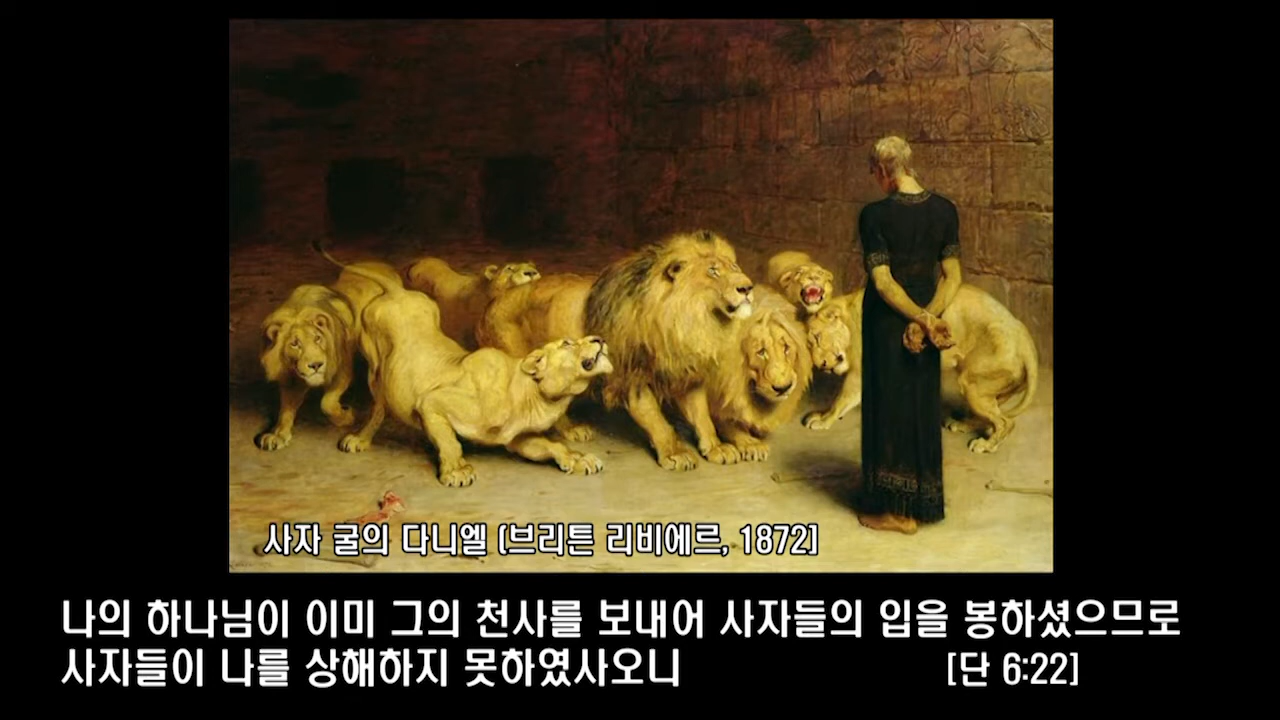 사자 굴의 다니엘 [브리튼 리비에르, 1872]
나의 하나님이 이미 그의 천사를 보내어 사자들의 입을 봉하셨으므로
사자들이 나를 상해하지 못하였사오니 [단 6:22]